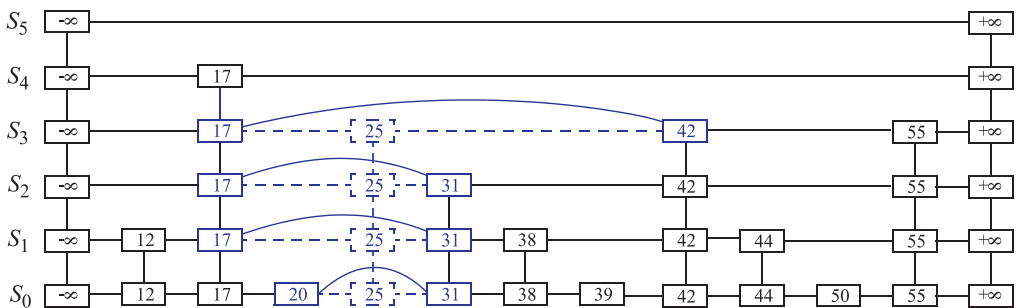 S5 -∞ +∞
S4 -∞ 17 +∞
S3 -∞ 17 25 42 55 +∞
S2 -∞ 17 25 31 42 55 +∞
S1 -∞ 12 17 25 31 38 42 44 55 +∞
S0 -∞ 12 17 20 25 31 38 39 42 44 50 55 +∞